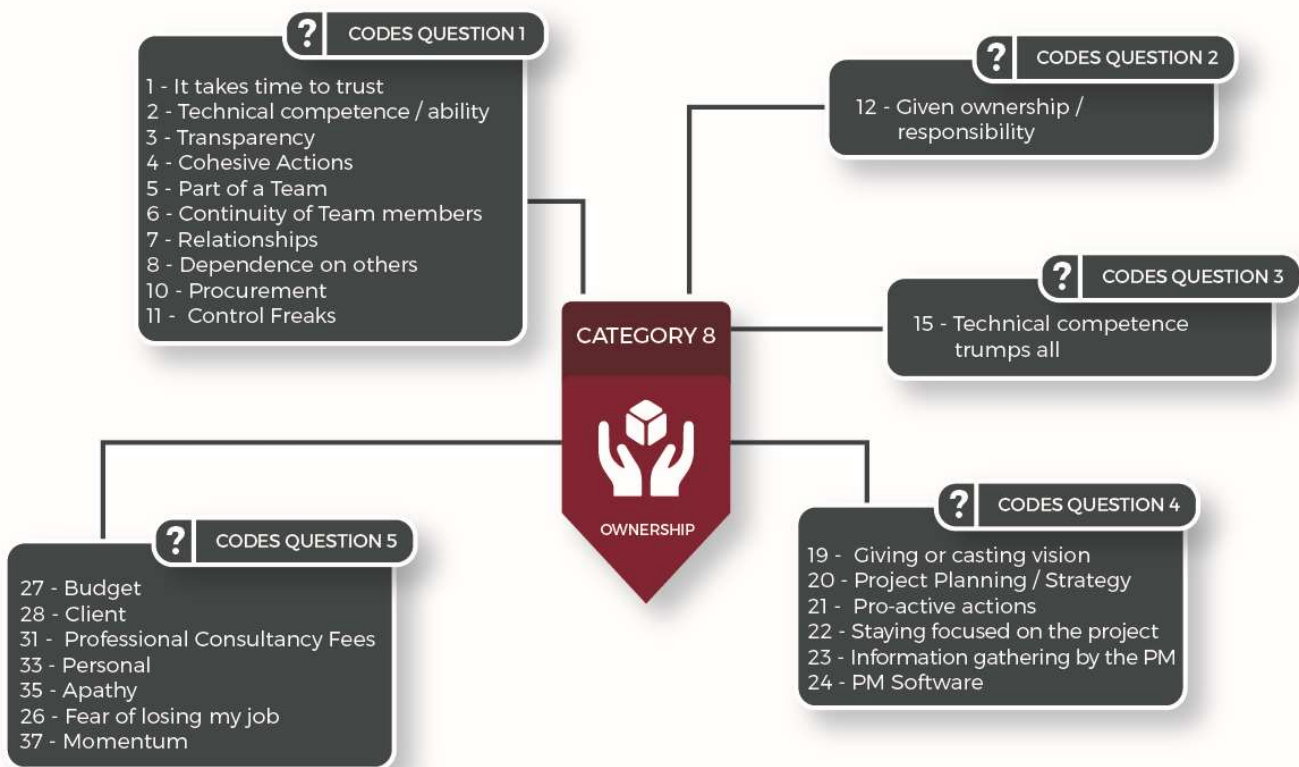 ? CODES QUESTION 1
1 - It takes time to trust
2 - Technical competence / ability
3 - Transparency
4 - Cohesive Actions
5 - Part of a Team
6 - Continuity of Team members
7 - Relationships
8 - Dependence on others
10 - Procurement
11 - Control Freaks
? CODES QUESTION 2
12 - Given ownership /
responsibility
? CODES QUESTION 3
15 - Technical competence
trumps all
CATEGORY 8
OWNERSHIP
? CODES QUESTION 4
19 - Giving or casting vision
20 - Project Planning / Strategy
21 - Pro-active actions
22 - Staying focused on the project
23 - Information gathering by the PM
24 - PM Software
? CODES QUESTION 5
27 - Budget
28 - Client
31 - Professional Consultancy Fees
33 - Personal
35 - Apathy
26 - Fear of losing my job
37 - Momentum